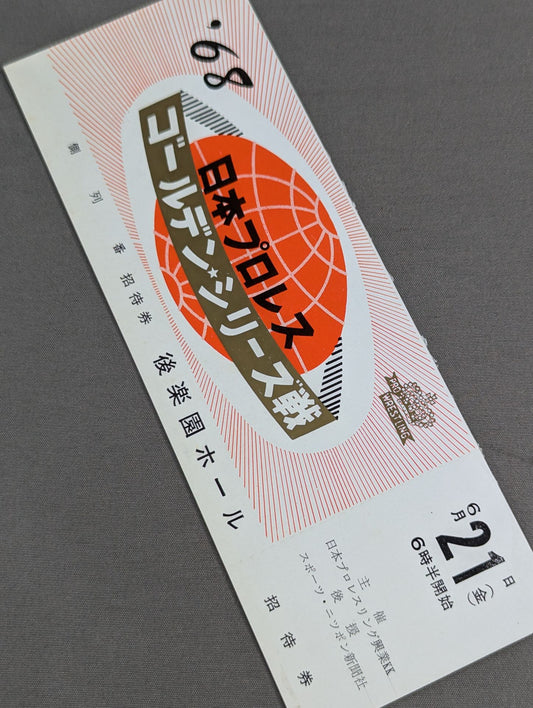 '68
日本プロレス
ゴールデン☆シリーズ戦
側 列 番 招待券
後楽園ホール
PRO
WRESTLING
6月21日(金)
6時半開始
主催
日本プロレスリング興業KK
後援
スポーツ・ニッポン新聞社
招待券